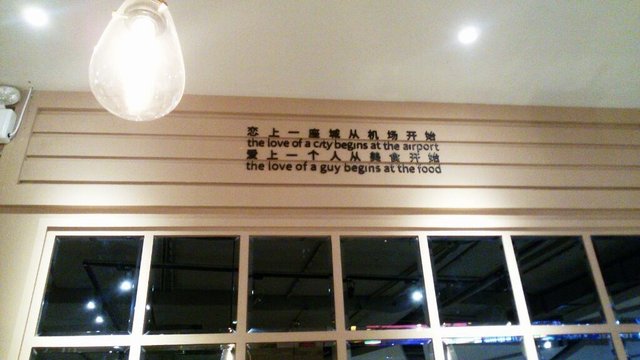 恋上一座城从机场开始
the love of a city begins at the airport
爱上一个人从美食开始
the love of a guy begins at the food